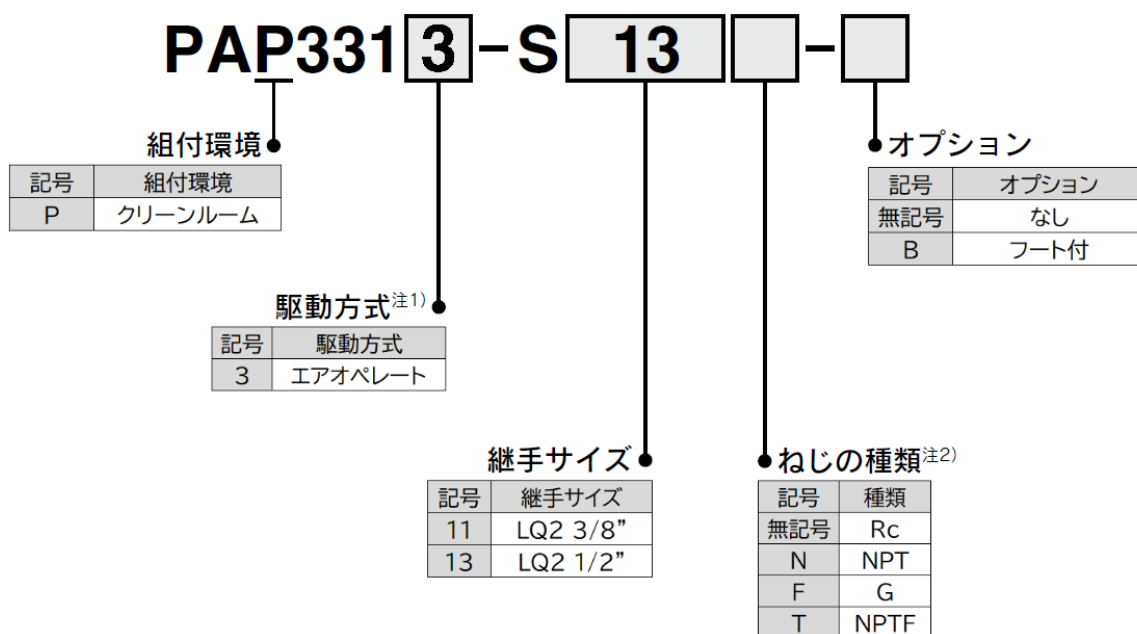 PAP331 3 - S 13 -
組付環境
記号 組付環境
P クリーンルーム
オプション
記号 オプション
無記号 なし
B フート付
駆動方式注1)
記号 駆動方式
3 エアオペレート
継手サイズ
記号 継手サイズ
11 LQ2 3/8”
13 LQ2 1/2”
ねじの種類注2)
記号 種類
無記号 Rc
N NPT
F G
T NPTF